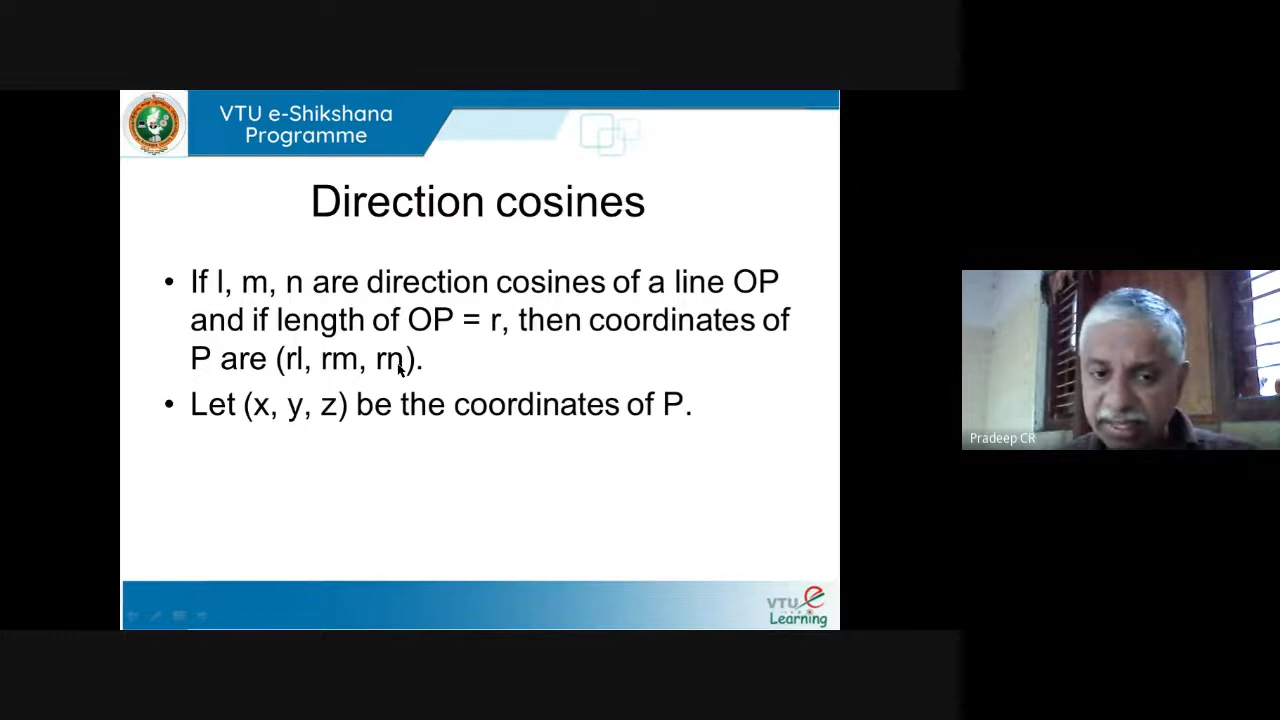 VTU e-Shikshana
Programme
Direction cosines
• If l, m, n are direction cosines of a line OP
and if length of OP = r, then coordinates of
P are (rl, rm, rn).
• Let (x, y, z) be the coordinates of P.
Pradeep CR
VTU e
Learning